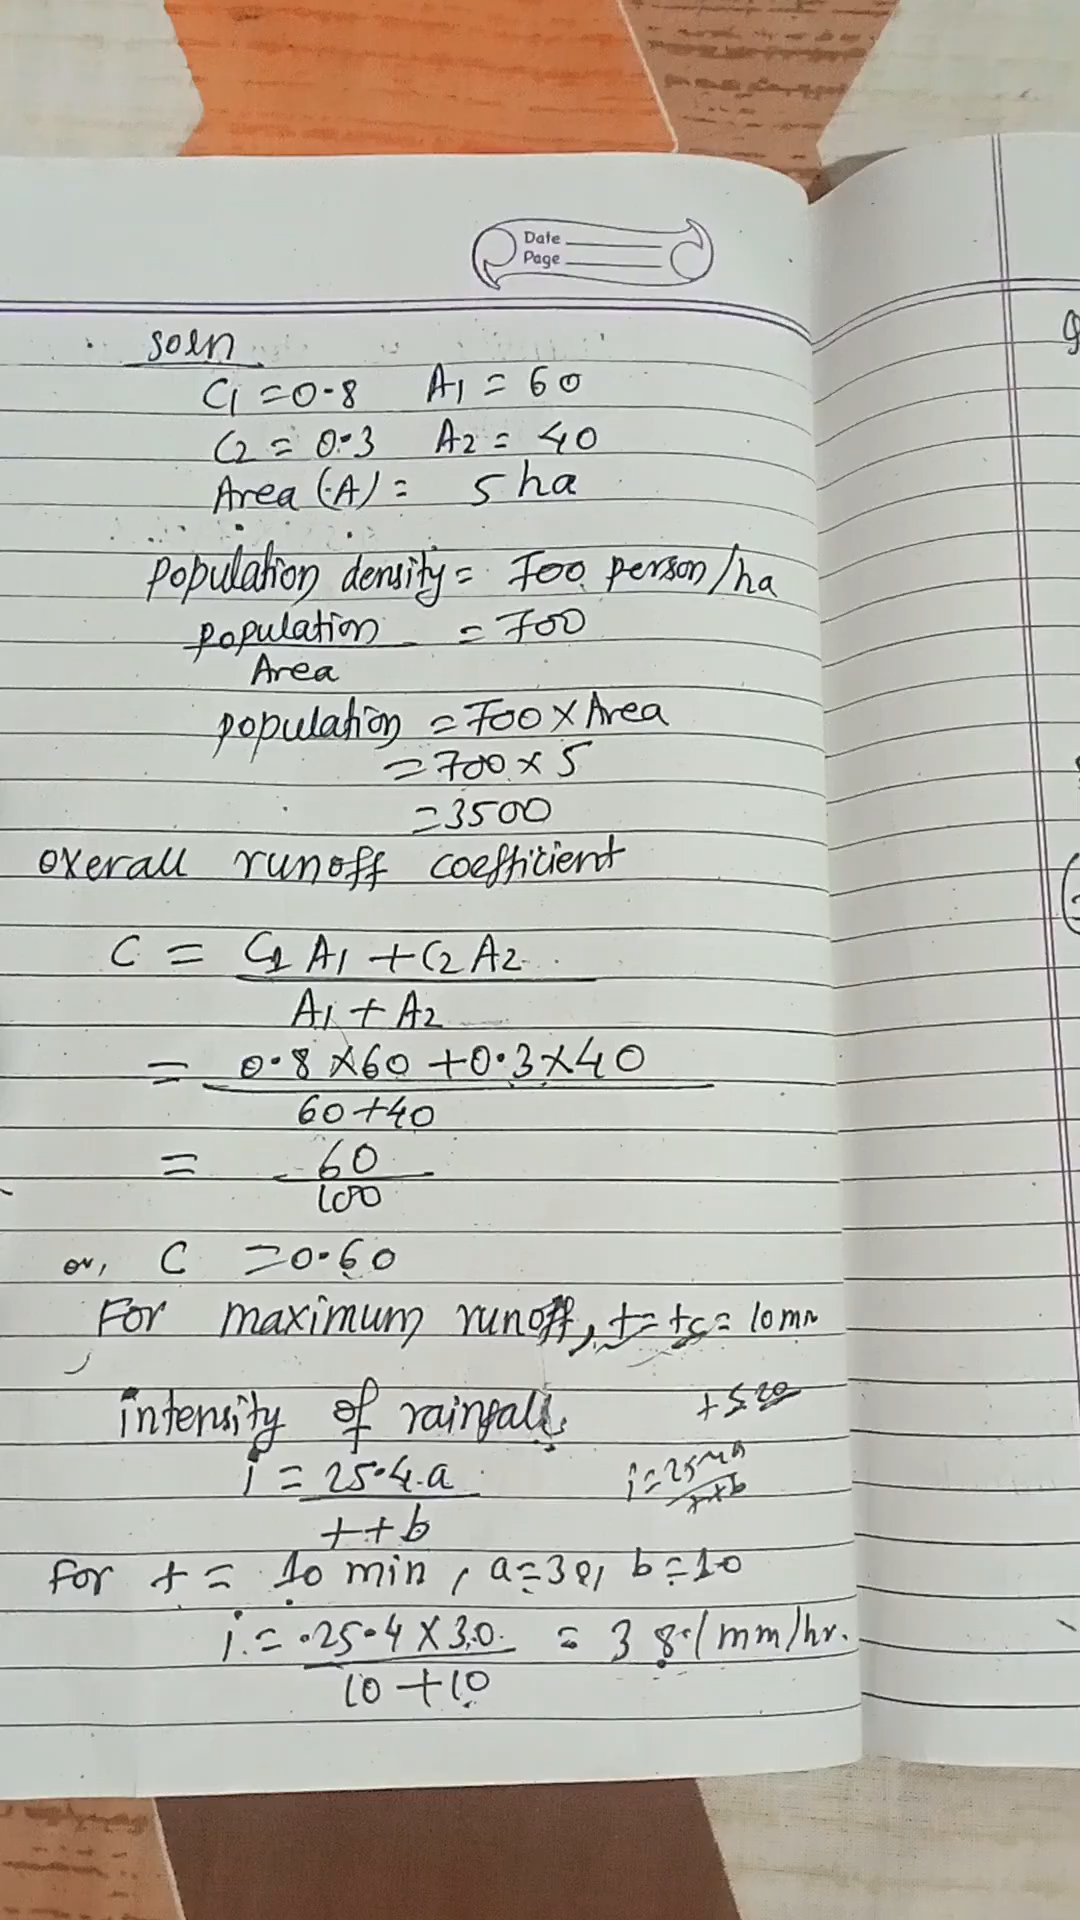 Date
Page
soln
C1 = 0.8 A1 = 60
C2 = 0.3 A2 = 40
Area (A) = 5 ha
population density = 700 person/ha
population = 700
Area
population = 700 × Area
= 700 × 5
= 3500
overall runoff coefficient
C = C1 A1 + C2 A2
A1 + A2
= 0.8 × 60 + 0.3 × 40
60 + 40
= 60
100
or, C = 0.60
For maximum runoff, t = tc = 10 mn
intensity of rainfall t ≤ 20
i = 25.4 a i = 25.4 a
t + b t + b
for t = 10 min, a = 30, b = 10
i = 25.4 × 30 = 38.1 mm/hr.
10 + 10